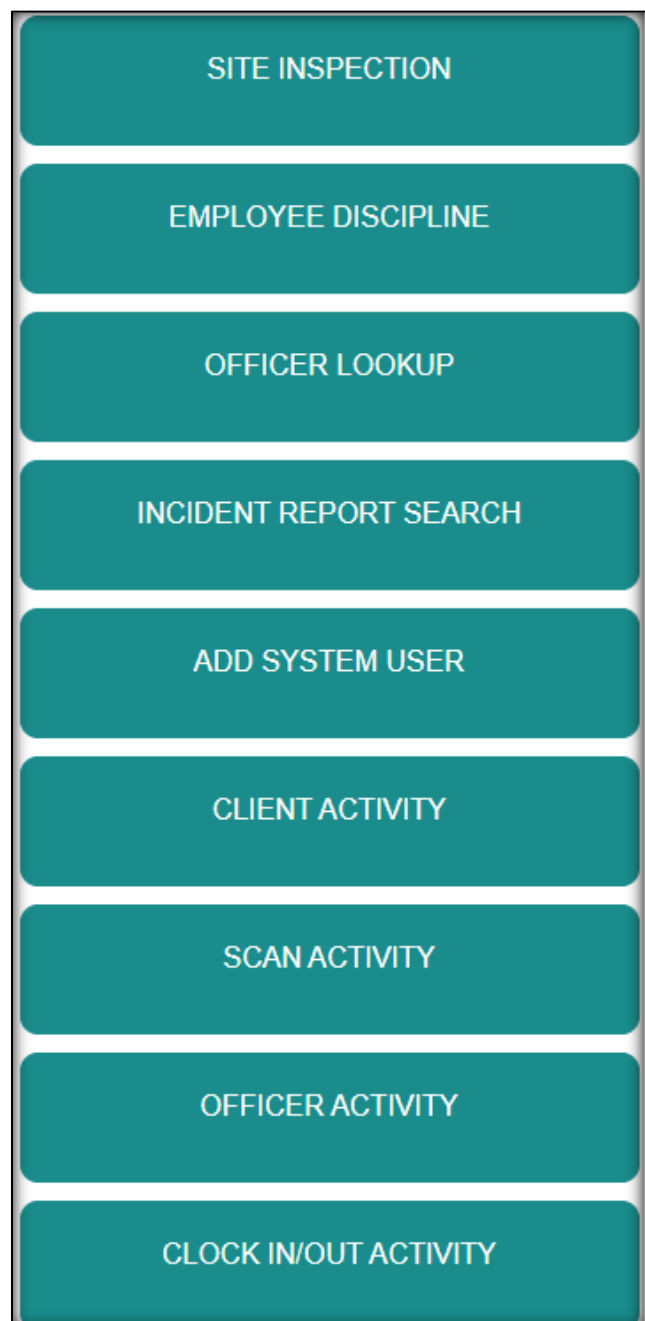 SITE INSPECTION
EMPLOYEE DISCIPLINE
OFFICER LOOKUP
INCIDENT REPORT SEARCH
ADD SYSTEM USER
CLIENT ACTIVITY
SCAN ACTIVITY
OFFICER ACTIVITY
CLOCK IN/OUT ACTIVITY